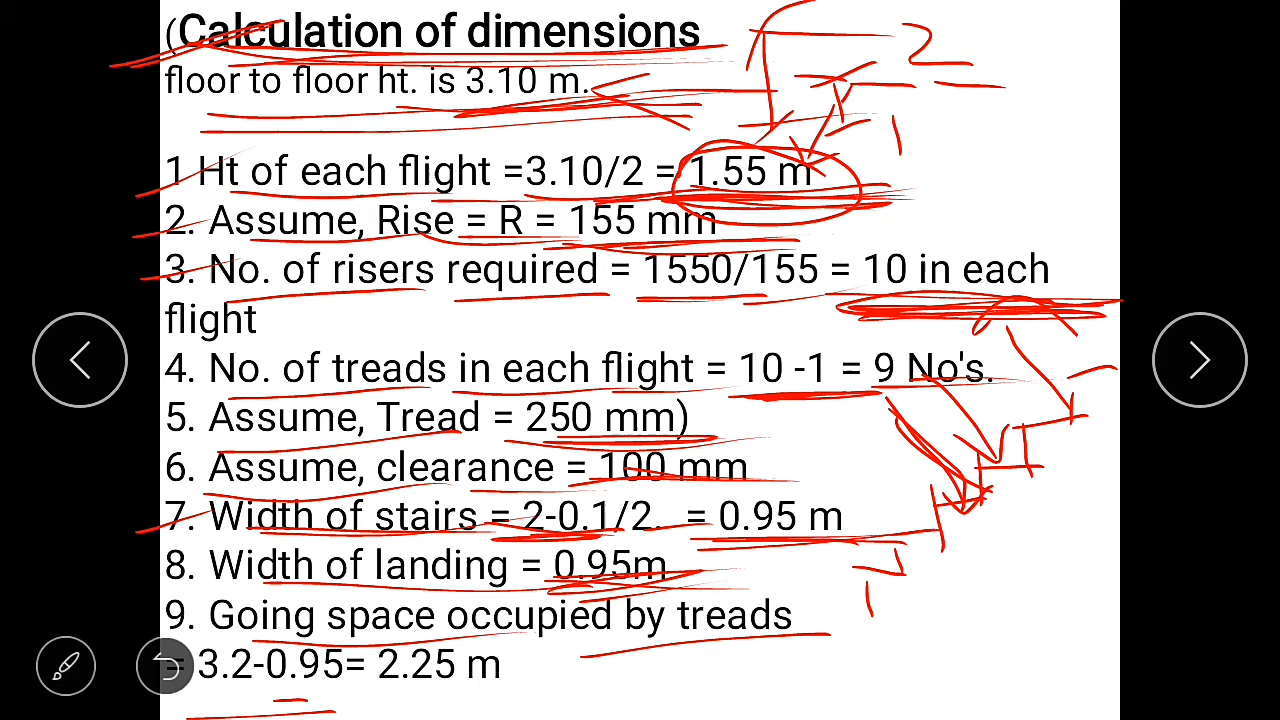 (Calculation of dimensions
floor to floor ht. is 3.10 m.
2
1
1 Ht of each flight =3.10/2 = 1.55 m
2. Assume, Rise = R = 155 mm
3. No. of risers required = 1550/155 = 10 in each
flight
4. No. of treads in each flight = 10 -1 = 9 No's.
5. Assume, Tread = 250 mm)
6. Assume, clearance = 100 mm
7. Width of stairs = 2-0.1/2. = 0.95 m
8. Width of landing = 0.95m
9. Going space occupied by treads
= 3.2-0.95= 2.25 m